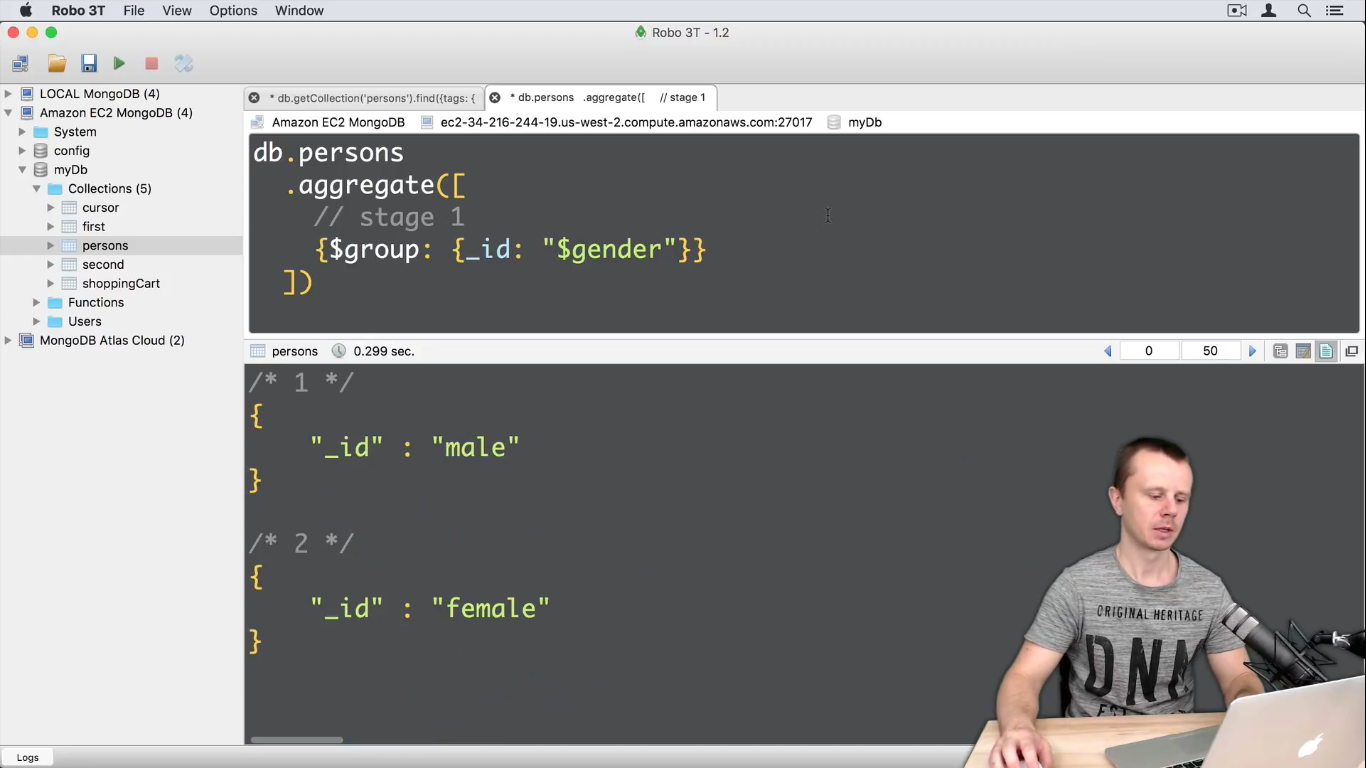 Robo 3T File View Options Window
Robo 3T - 1.2
LOCAL MongoDB (4)
Amazon EC2 MongoDB (4)
System
config
myDb
Collections (5)
cursor
first
persons
second
shoppingCart
Functions
Users
MongoDB Atlas Cloud (2)
* db.getCollection('persons').find({tags: { * db.persons .aggregate([ // stage 1
Amazon EC2 MongoDB ec2-34-216-244-19.us-west-2.compute.amazonaws.com:27017 myDb
db.persons
.aggregate([
// stage 1
{$group: {_id: "$gender"}}
])
persons 0.299 sec. 0 50
/* 1 */
{
"_id" : "male"
}
/* 2 */
{
"_id" : "female"
}
ORIGINAL HERITAGE
DNM
Logs